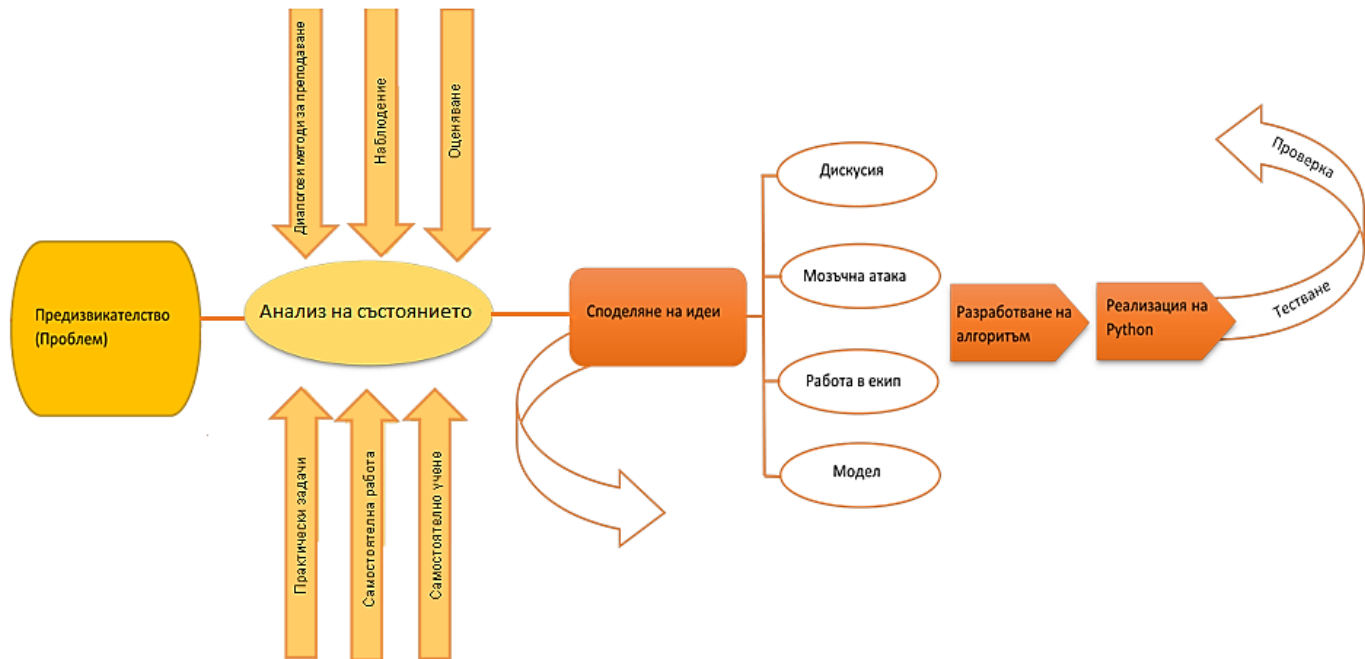 Диалогови методи за преподаване
Наблюдение
Оценяване
Предизвикателство
(Проблем)
Анализ на състоянието
Практически задачи
Самостоятелна работа
Самостоятелно учене
Споделяне на идеи
Дискусия
Мозъчна атака
Работа в екип
Модел
Разработване на
алгоритъм
Реализация на
Python
Тестване
Проверка